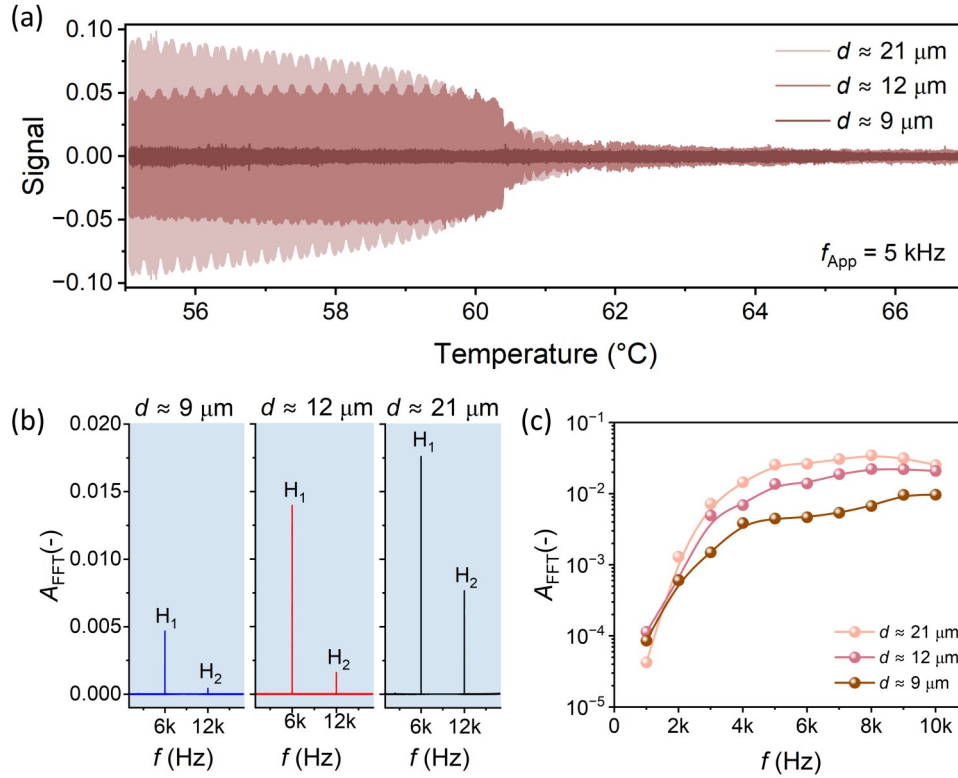 (a)
0.10
0.05
0.00
−0.05
−0.10
Signal
d ≈ 21 μm
d ≈ 12 μm
d ≈ 9 μm
fApp = 5 kHz
56 58 60 62 64 66
Temperature (°C)
(b)
d ≈ 9 μm d ≈ 12 μm d ≈ 21 μm
0.020
0.015
0.010
0.005
0.000
AFFT(-)
H1
H2
H1
H2
H1
H2
6k 12k 6k 12k 6k 12k
f (Hz) f (Hz) f (Hz)
(c)
10−1
10−2
10−3
10−4
10−5
AFFT(-)
d ≈ 21 μm
d ≈ 12 μm
d ≈ 9 μm
0 2k 4k 6k 8k 10k
f (Hz)